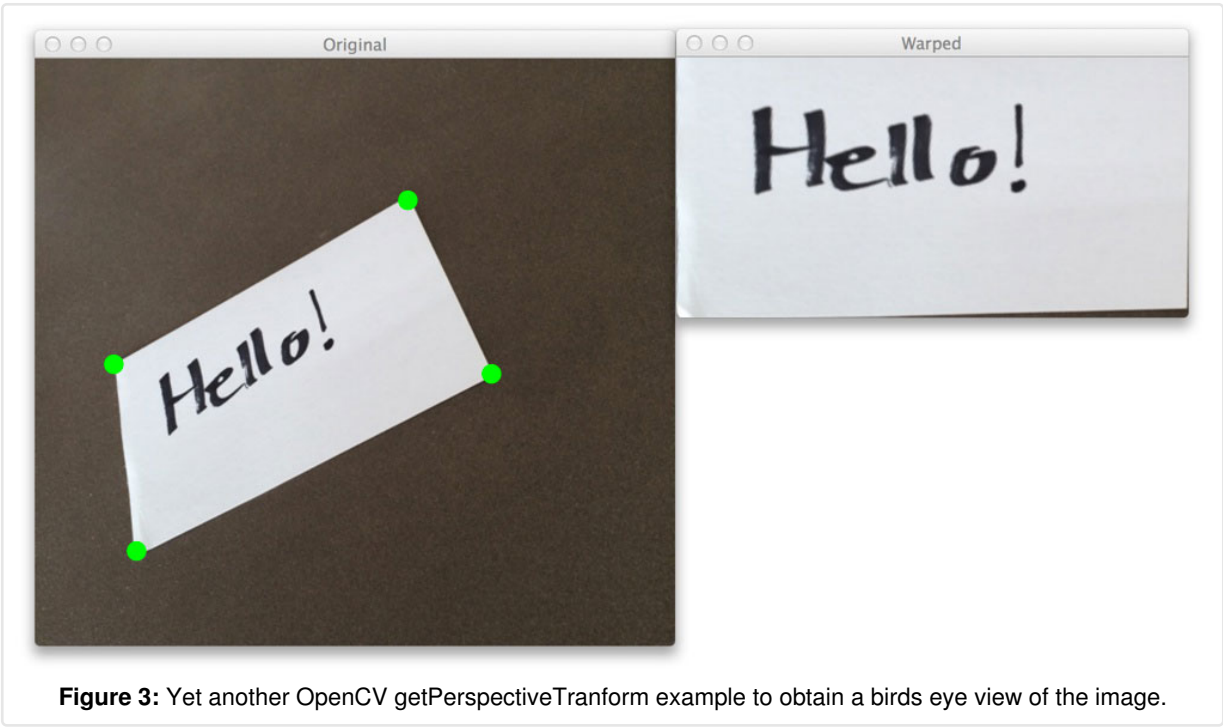 Original
Warped
Hello!
Hello!
Figure 3: Yet another OpenCV getPerspectiveTranform example to obtain a birds eye view of the image.